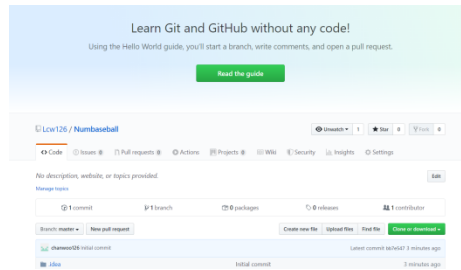 Learn Git and GitHub without any code!
Using the Hello World guide, you'll start a branch, write comments, and open a pull request.
Read the guide
Lcw126 / Numbaseball
Unwatch 1 Star 0 Fork 0
Code Issues 0 Pull requests 0 Actions Projects 0 Wiki Security Insights Settings
No description, website, or topics provided. Edit
Manage topics
1 commit 1 branch 0 packages 0 releases 1 contributor
Branch: master New pull request Create new file Upload files Find file Clone or download
chanwoo126 Initial commit Latest commit 3 minutes ago
.idea Initial commit 3 minutes ago